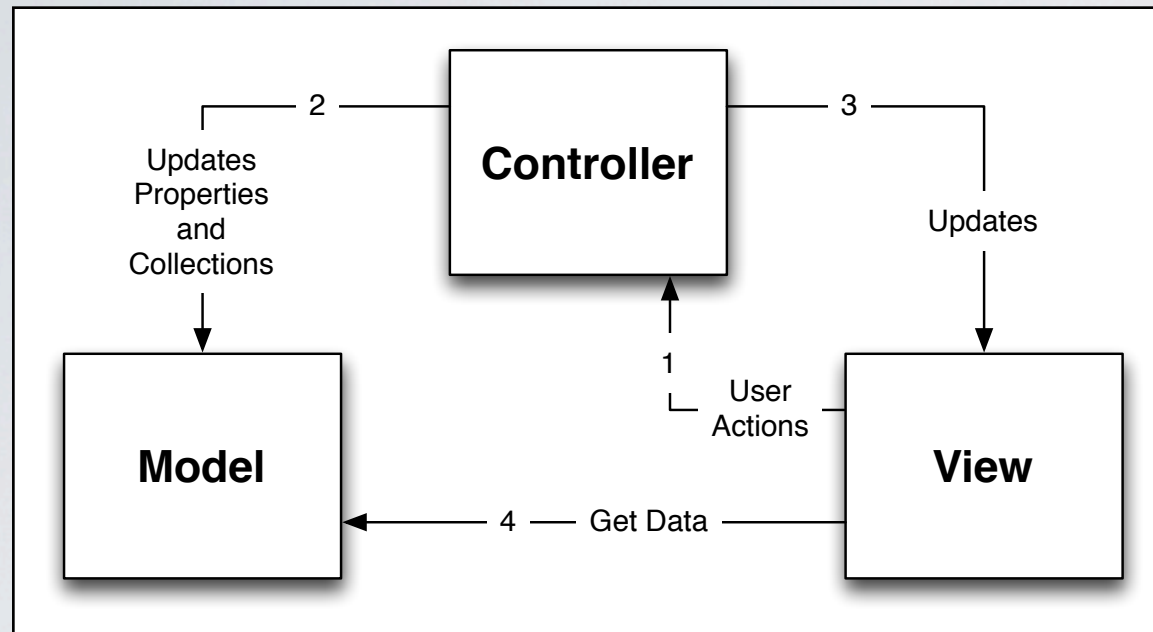 2
3
Controller
Updates
Properties
and
Collections
Updates
1
User
Actions
Model
View
4
Get Data